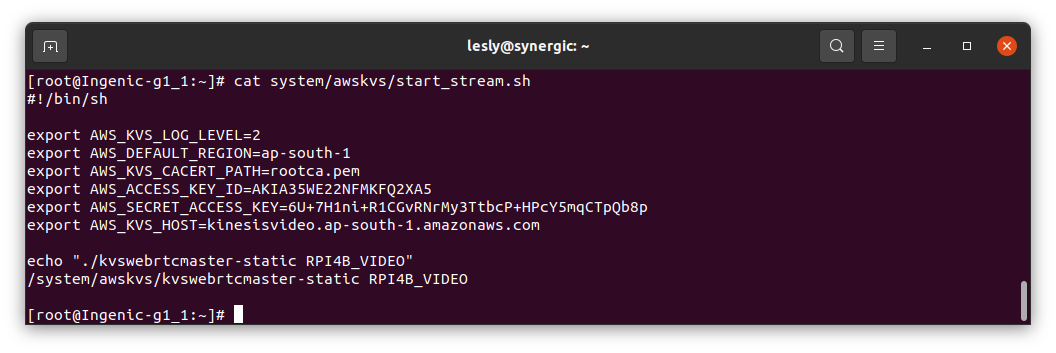 lesly@synergic: ~
[root@Ingenic-g1_1:~]# cat system/awskvs/start_stream.sh
#!/bin/sh
export AWS_KVS_LOG_LEVEL=2
export AWS_DEFAULT_REGION=ap-south-1
export AWS_KVS_CACERT_PATH=rootca.pem
export AWS_ACCESS_KEY_ID=AKIA35WE22NFMKFQ2XA5
export AWS_SECRET_ACCESS_KEY=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
export AWS_KVS_HOST=kinesisvideo.ap-south-1.amazonaws.com
echo "./kvswebrtcmaster-static RPI4B_VIDEO"
/system/awskvs/kvswebrtcmaster-static RPI4B_VIDEO
[root@Ingenic-g1_1:~]#